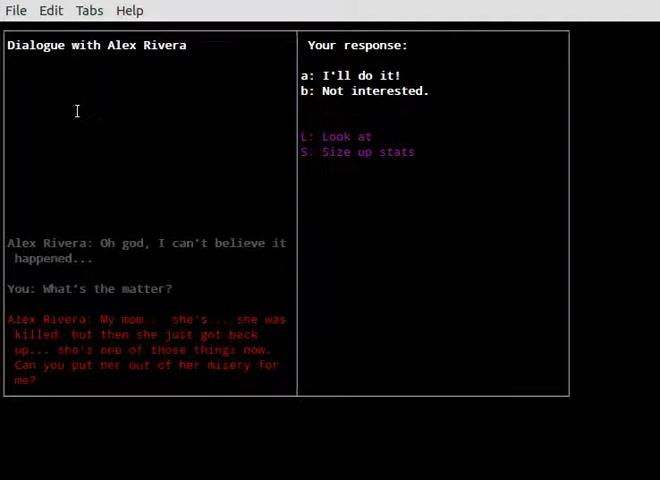 File Edit Tabs Help
Dialogue with Alex Rivera
Alex Rivera: Oh god, I can't believe it
happened...
You: What's the matter?
Alex Rivera: My mom... she's... she was
killed, but then she just got back
up... she's one of those things now.
Can you put her out of her misery for
me?
Your response:
a: I'll do it!
b: Not interested.
L: Look at
S: Size up stats